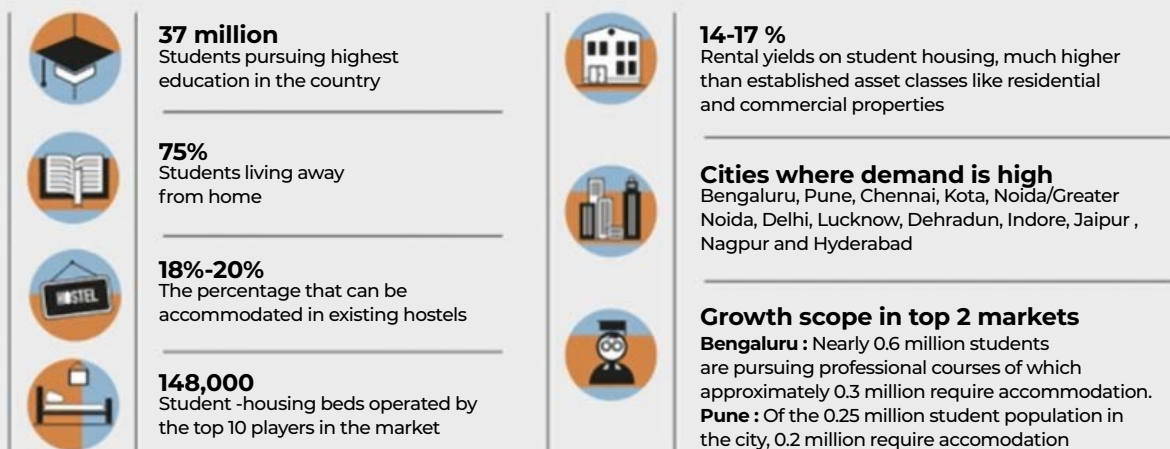 37 million
Students pursuing highest
education in the country
75%
Students living away
from home
HOSTEL
18%-20%
The percentage that can be
accommodated in existing hostels
148,000
Student -housing beds operated by
the top 10 players in the market
14-17 %
Rental yields on student housing, much higher
than established asset classes like residential
and commercial properties
Cities where demand is high
Bengaluru, Pune, Chennai, Kota, Noida/Greater
Noida, Delhi, Lucknow, Dehradun, Indore, Jaipur ,
Nagpur and Hyderabad
Growth scope in top 2 markets
Bengaluru : Nearly 0.6 million students
are pursuing professional courses of which
approximately 0.3 million require accommodation.
Pune : Of the 0.25 million student population in
the city, 0.2 million require accomodation